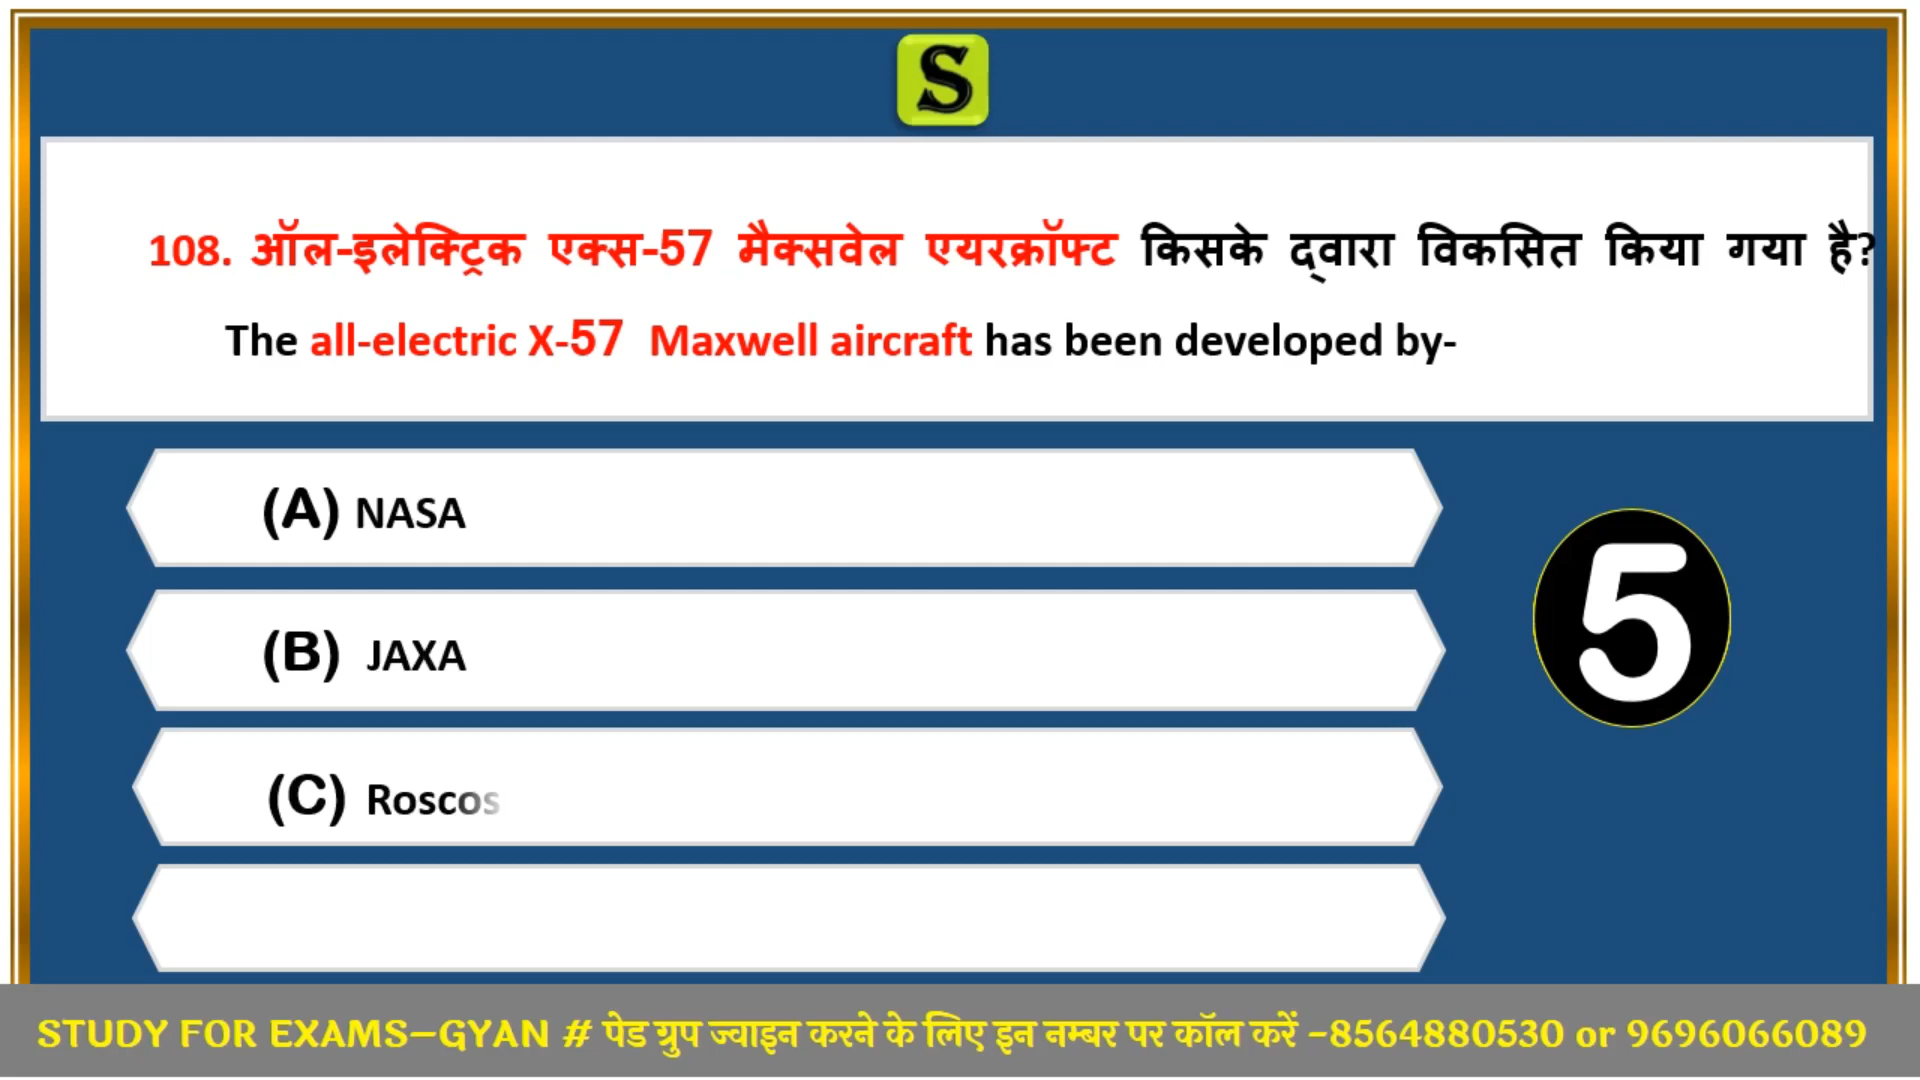 S
108. ऑल-इलेक्ट्रिक एक्स-57 मैक्सवेल एयरक्रॉफ्ट किसके द्वारा विकसित किया गया है?
The all-electric X-57 Maxwell aircraft has been developed by-
(A) NASA
(B) JAXA
5
(C) Roscos
STUDY FOR EXAMS-GYAN # पेड ग्रुप ज्वाइन करने के लिए इन नम्बर पर कॉल करें -8564880530 or 9696066089